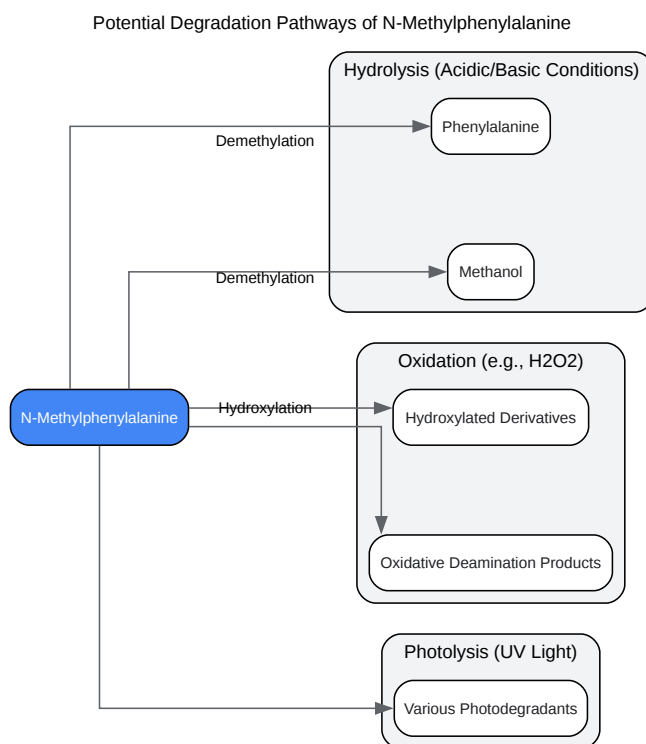 Potential Degradation Pathways of N-Methylphenylalanine
Hydrolysis (Acidic/Basic Conditions)
Phenylalanine
Demethylation
Methanol
Demethylation
Oxidation (e.g., H2O2)
N-Methylphenylalanine
Hydroxylation
Hydroxylated Derivatives
Oxidative Deamination Products
Photolysis (UV Light)
Various Photodegradants